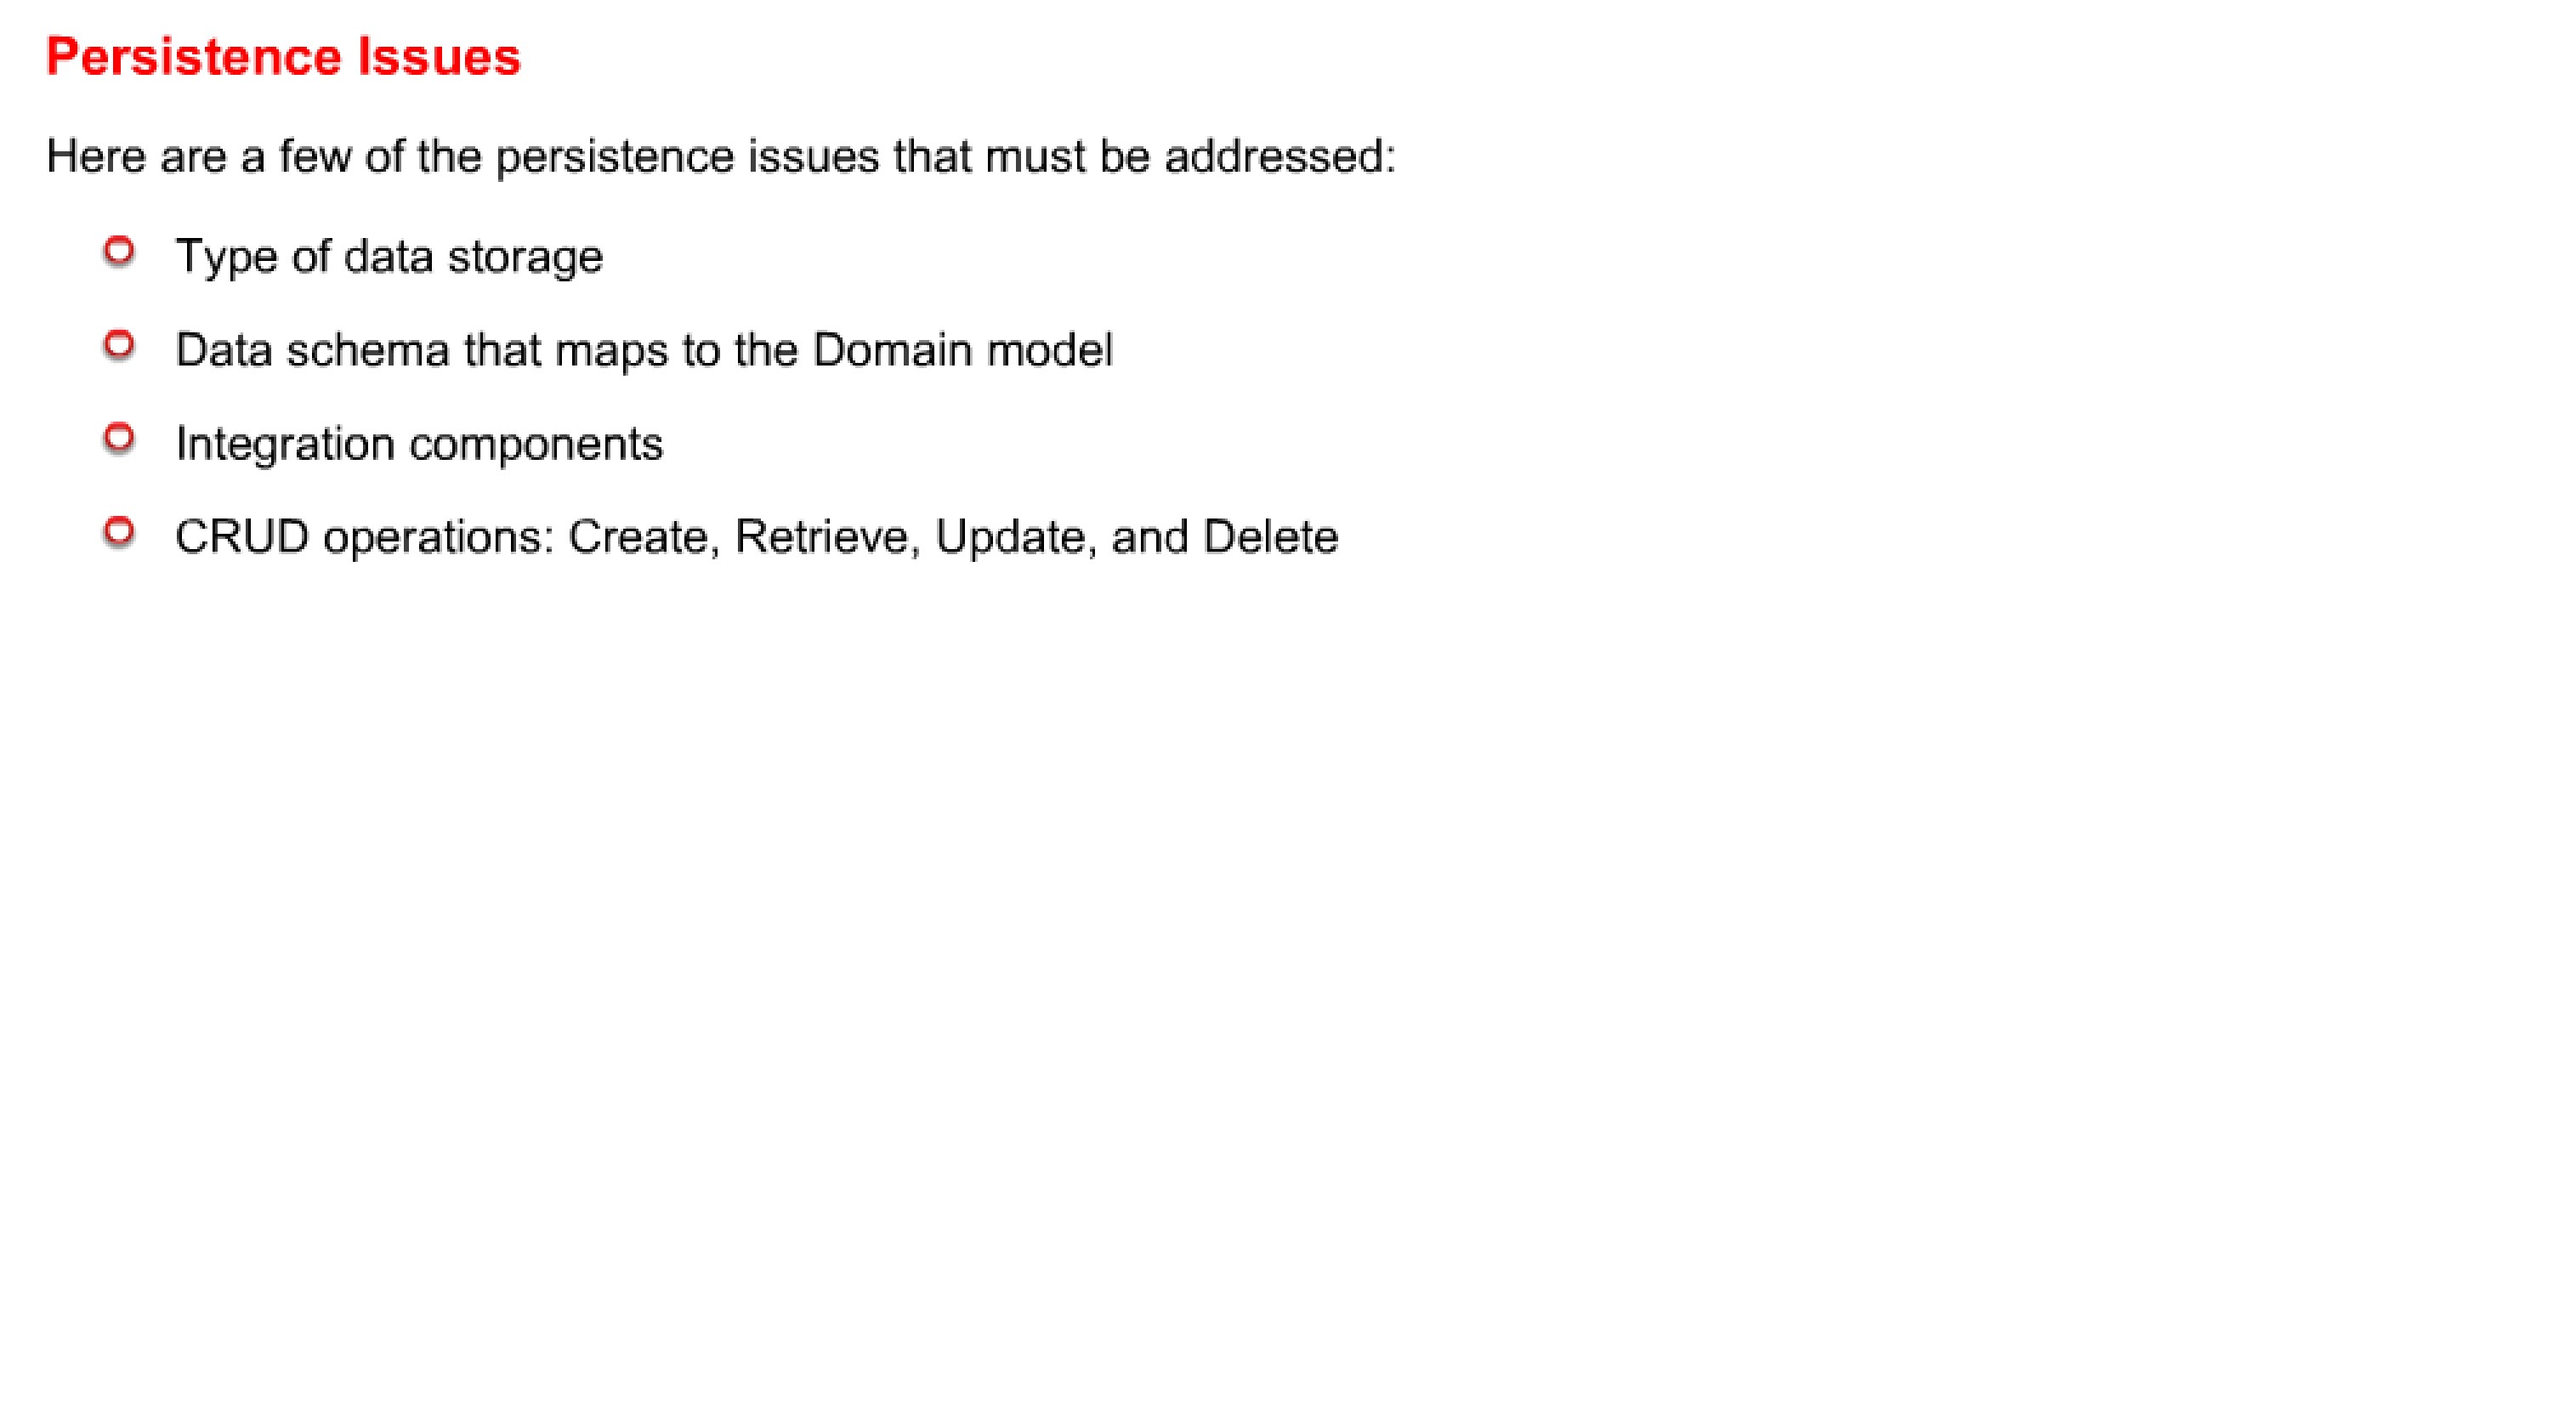 Persistence Issues
Here are a few of the persistence issues that must be addressed:
Type of data storage
Data schema that maps to the Domain model
Integration components
CRUD operations: Create, Retrieve, Update, and Delete